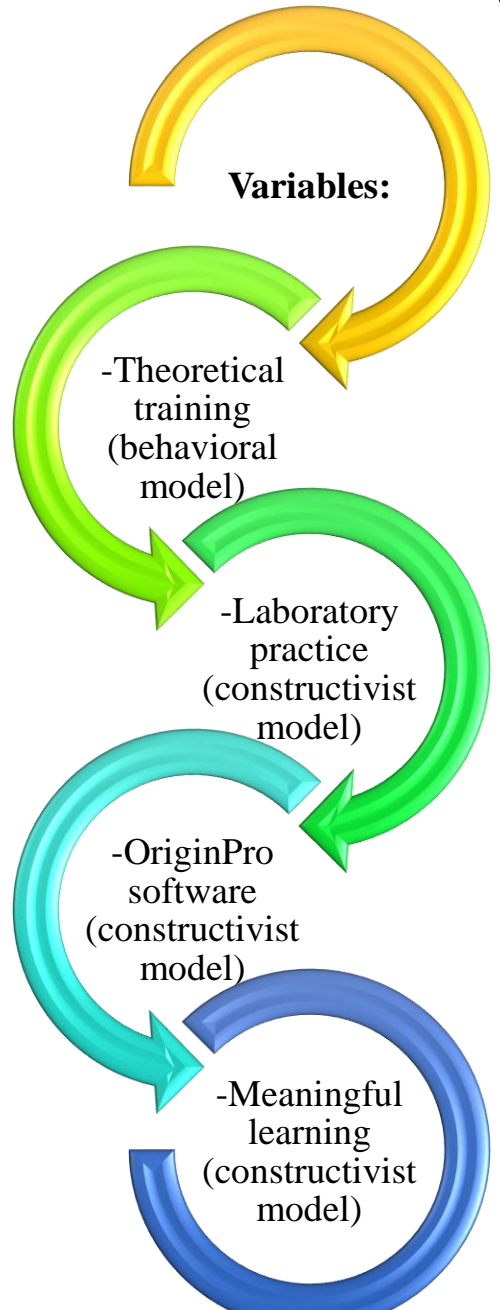 Variables:
-Theoretical
training
(behavioral
model)
-Laboratory
practice
(constructivist
model)
-OriginPro
software
(constructivist
model)
-Meaningful
learning
(constructivist
model)